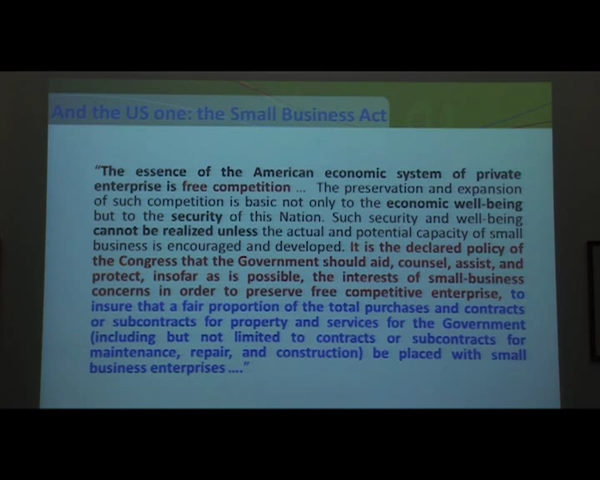 And the US one: the Small Business Act
“The essence of the American economic system of private
enterprise is free competition ... The preservation and expansion
of such competition is basic not only to the economic well-being
but to the security of this Nation. Such security and well-being
cannot be realized unless the actual and potential capacity of small
business is encouraged and developed. It is the declared policy of
the Congress that the Government should aid, counsel, assist, and
protect, insofar as is possible, the interests of small-business
concerns in order to preserve free competitive enterprise, to
insure that a fair proportion of the total purchases and contracts
or subcontracts for property and services for the Government
(including but not limited to contracts or subcontracts for
maintenance, repair, and construction) be placed with small
business enterprises ....”